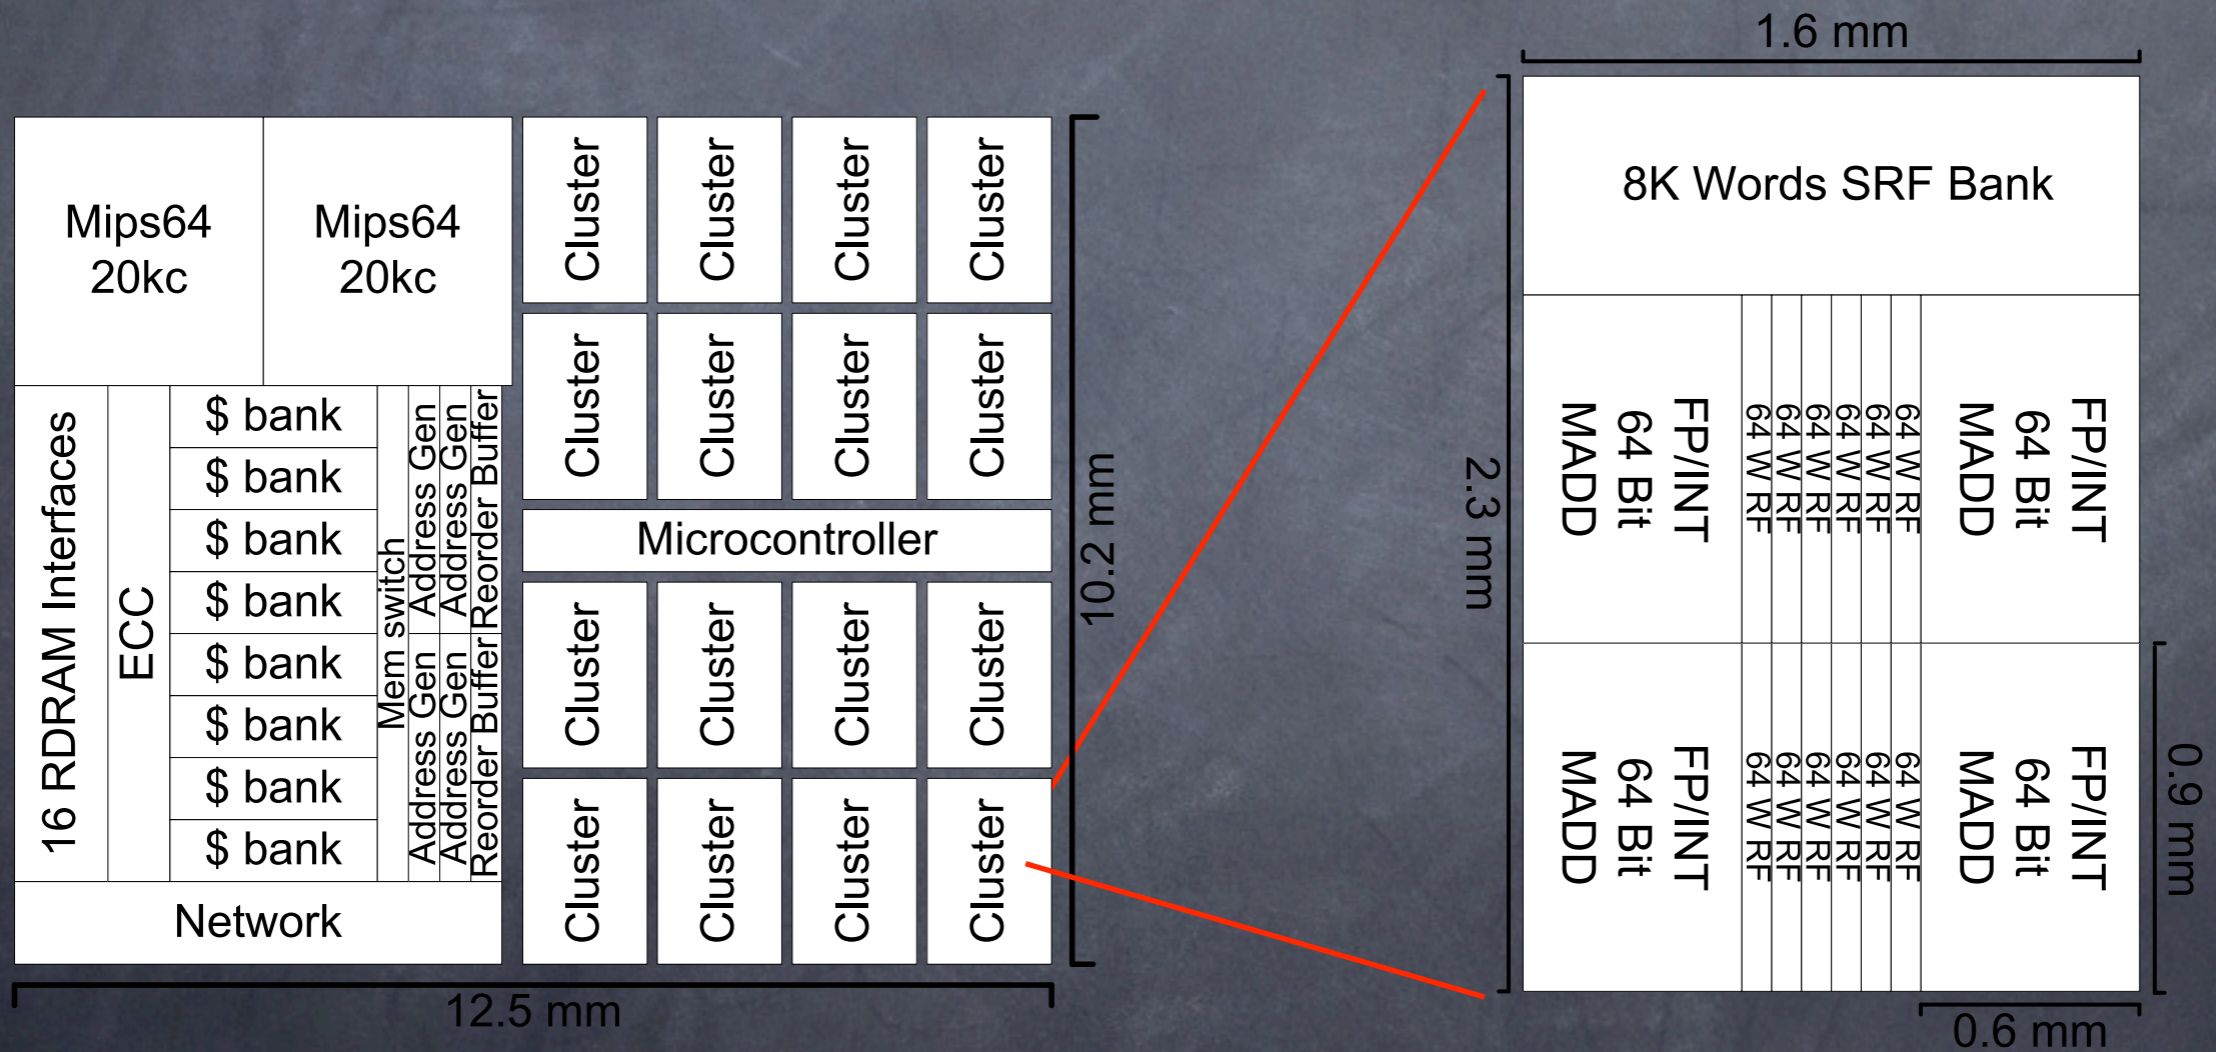 1.6 mm
Mips64
20kc
Mips64
20kc
16 RDRAM Interfaces
ECC
$ bank
$ bank
$ bank
$ bank
$ bank
$ bank
$ bank
$ bank
Mem switch
Address Gen
Address Gen
Reorder Buffer
Address Gen
Address Gen
Reorder Buffer
Network
Cluster
Cluster
Cluster
Cluster
Cluster
Cluster
Cluster
Cluster
Microcontroller
Cluster
Cluster
Cluster
Cluster
Cluster
Cluster
Cluster
Cluster
10.2 mm
12.5 mm
2.3 mm
8K Words SRF Bank
FP/INT
64 Bit
MADD
64 W RF
64 W RF
64 W RF
64 W RF
64 W RF
64 W RF
FP/INT
64 Bit
MADD
FP/INT
64 Bit
MADD
64 W RF
64 W RF
64 W RF
64 W RF
64 W RF
64 W RF
FP/INT
64 Bit
MADD
0.9 mm
0.6 mm